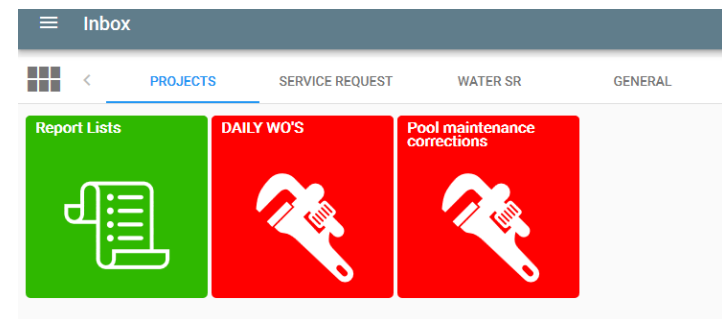 Inbox
PROJECTS
SERVICE REQUEST
WATER SR
GENERAL
Report Lists
DAILY WO'S
Pool maintenance
corrections